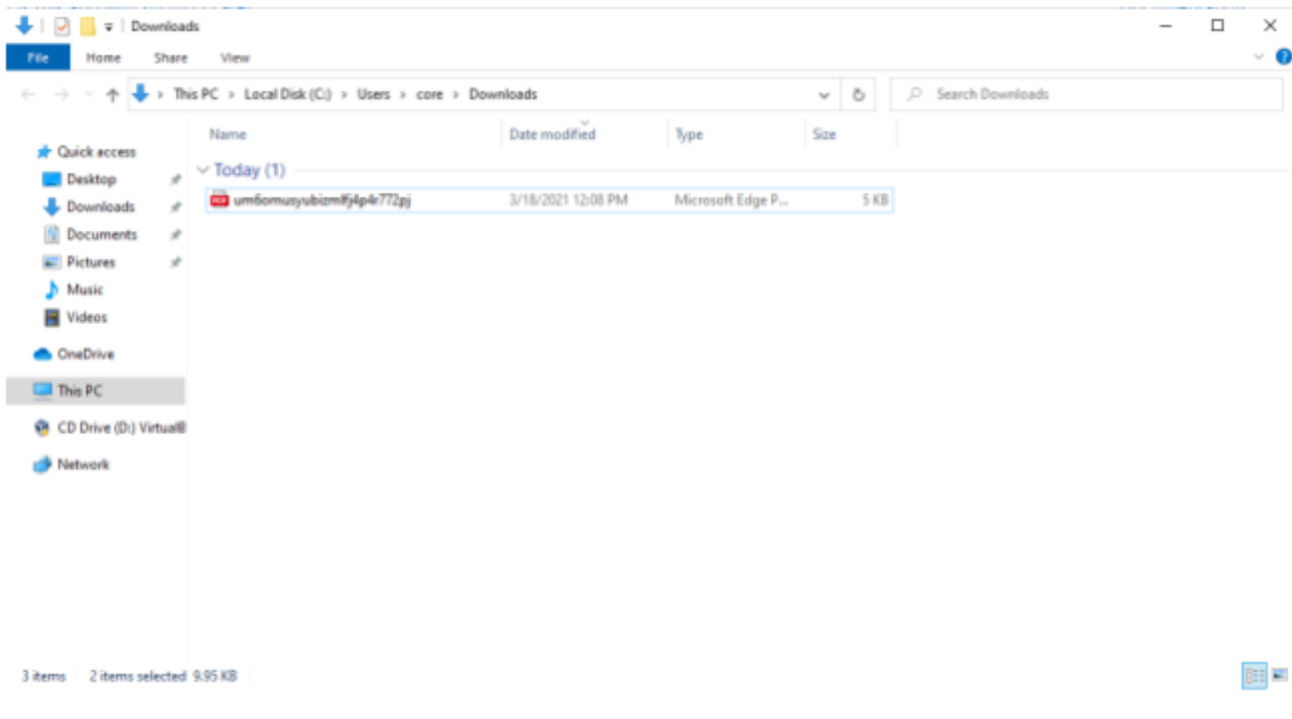 Downloads
File Home Share View
This PC > Local Disk (C:) > Users > core > Downloads Search Downloads
Name Date modified Type Size
Quick access
Today (1)
Desktop
um6omusyubizmlfj4p4r772pj 3/18/2021 12:08 PM Microsoft Edge P... 5 KB
Downloads
Documents
Pictures
Music
Videos
OneDrive
This PC
CD Drive (D:)
Network
3 items 2 items selected 9.95 KB